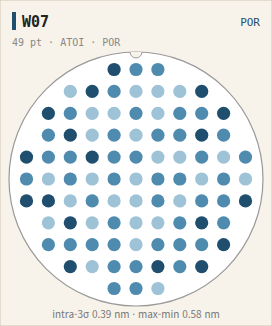 W07 POR
49 pt · ATOI · POR
intra-3σ 0.39 nm · max-min 0.58 nm